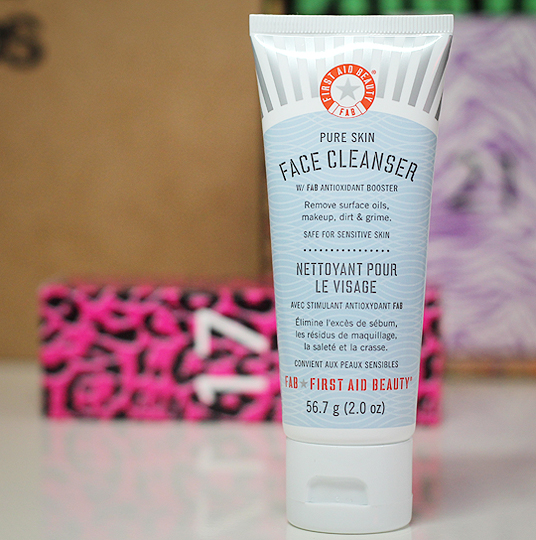 FIRST AID BEAUTY
FAB
PURE SKIN
FACE CLEANSER
W/ FAB ANTIOXIDANT BOOSTER
Remove surface oils,
makeup, dirt & grime.
SAFE FOR SENSITIVE SKIN
NETTOYANT POUR
LE VISAGE
AVEC STIMULANT ANTIOXYDANT FAB
Élimine l'excès de sébum,
les résidus de maquillage,
la saleté et la crasse.
CONVIENT AUX PEAUX SENSIBLES
FAB★FIRST AID BEAUTY®
56.7 g (2.0 oz)
17